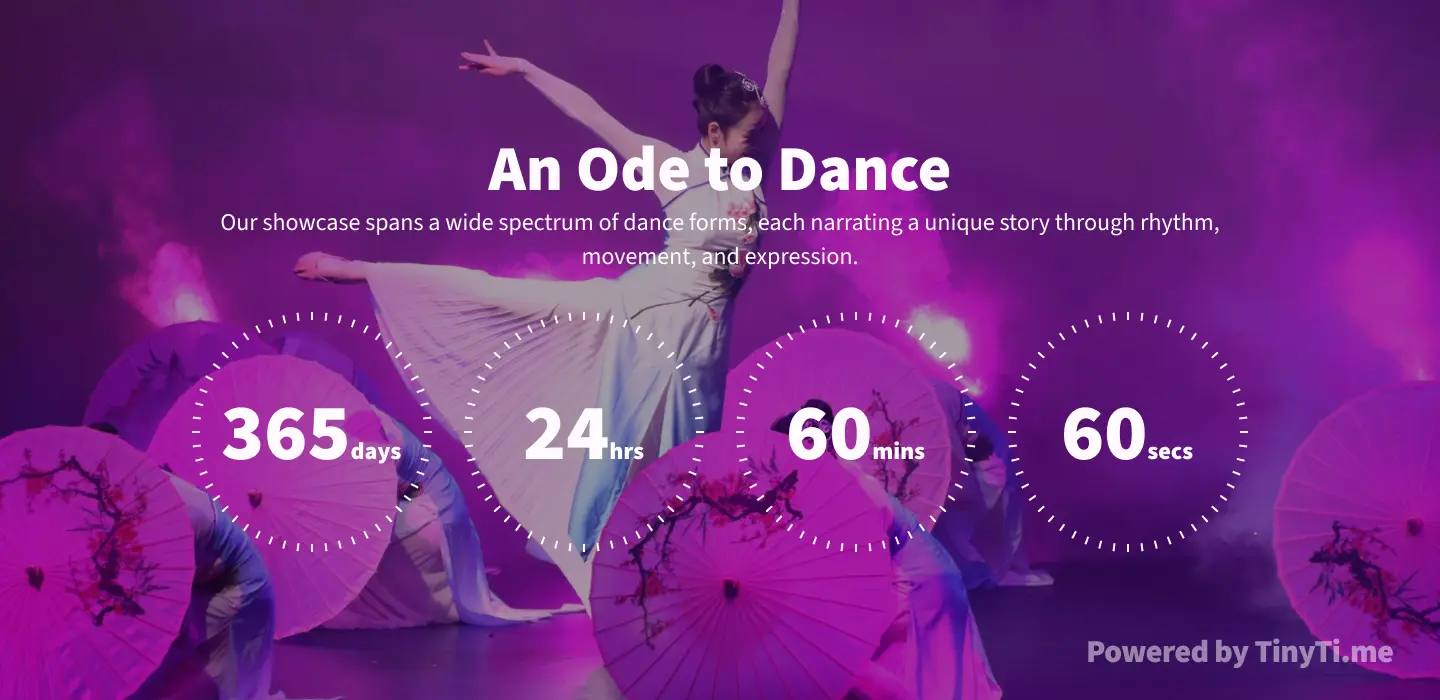 An Ode to Dance
Our showcase spans a wide spectrum of dance forms, each narrating a unique story through rhythm,
movement, and expression.
365days 24hrs 60mins 60secs
Powered by TinyTi.me